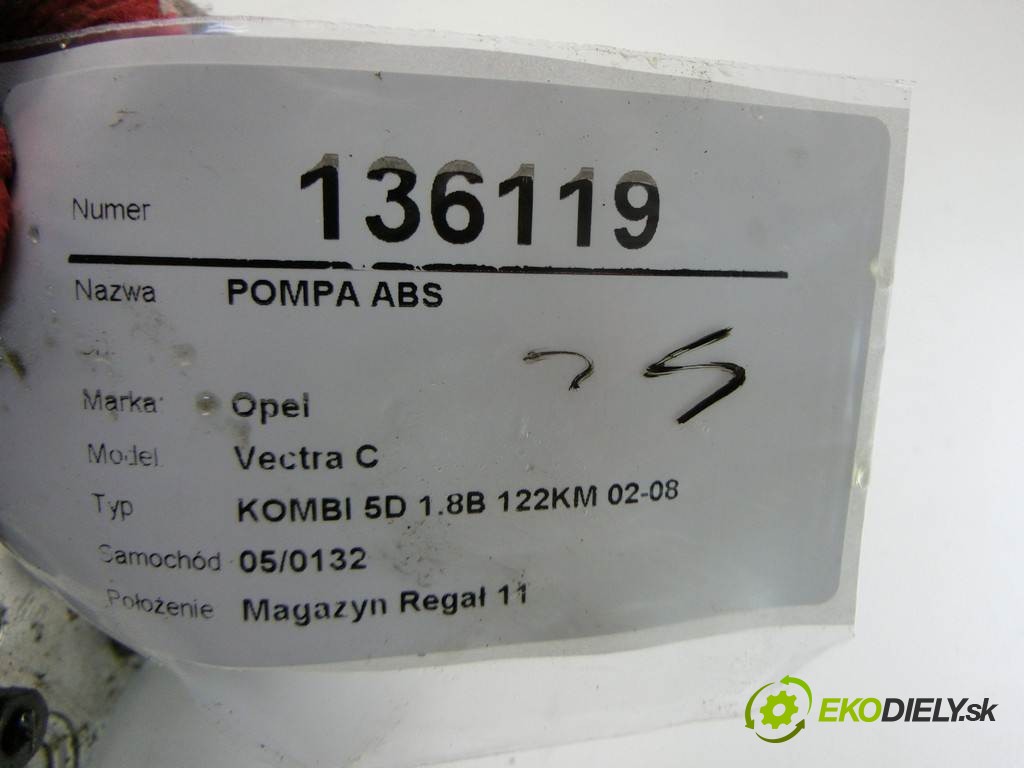 Numer 136119
Nazwa POMPA ABS
Marka: Opel
Model Vectra C
Typ KOMBI 5D 1.8B 122KM 02-08
Samochód 05/0132
Położenie Magazyn Regał 11
EKODIELY.sk